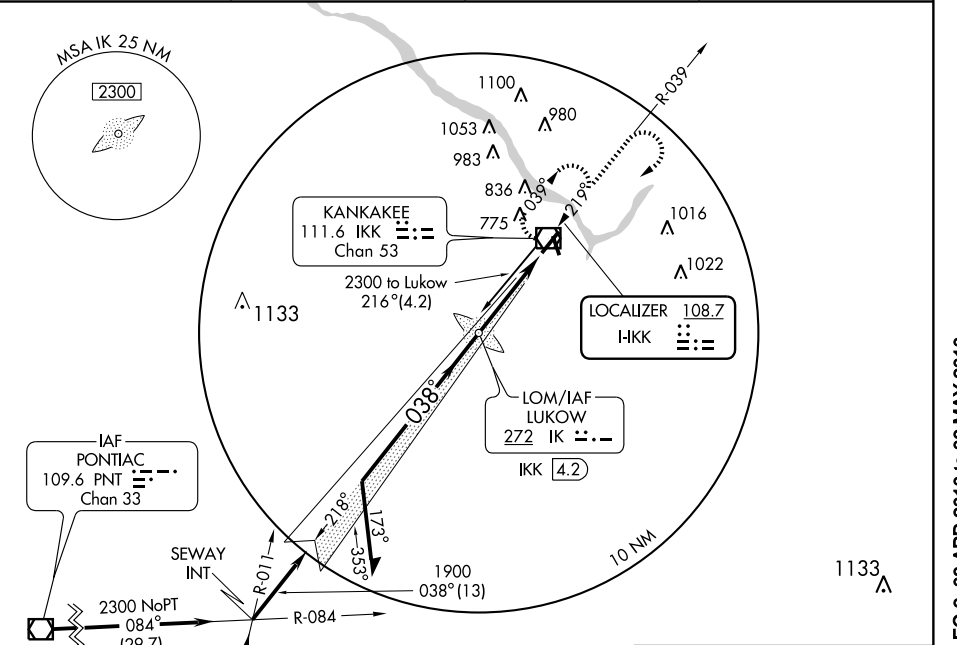 MSA IK 25 NM
2300
1100
980
1053
983
R-039
836
039°
219°
775
1016
1022
KANKAKEE
111.6 IKK
Chan 53
2300 to Lukow
216°(4.2)
1133
LOCALIZER 108.7
I-IKK
038°
LOM/IAF
LUKOW
272 IK
IKK 4.2
IAF
PONTIAC
109.6 PNT
Chan 33
218°
173°
353°
10 NM
SEWAY
INT
R-011
1900
038°(13)
1133
2300 NoPT
084°
(29.7)
R-084